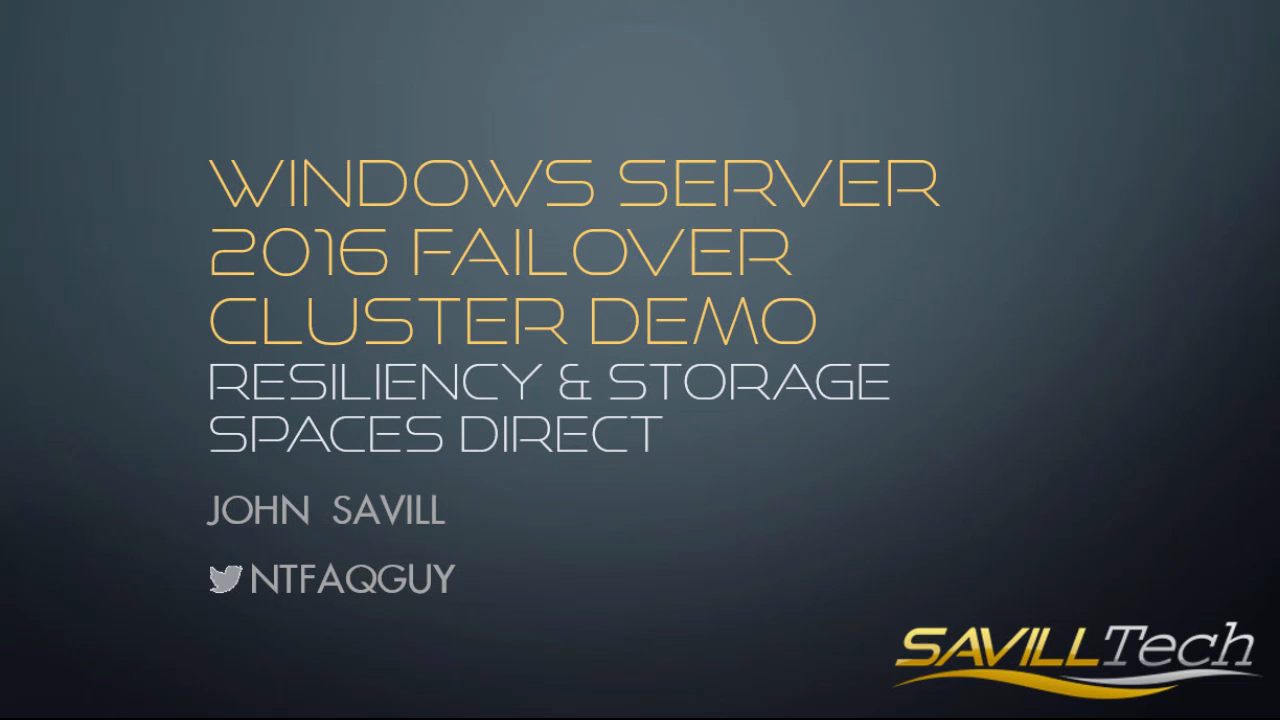 WINDOWS SERVER
2016 FAILOVER
CLUSTER DEMO
RESILIENCY & STORAGE
SPACES DIRECT
JOHN SAVILL
NTFAQGUY
SAVILLTech